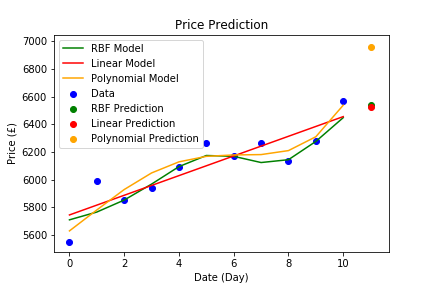 Price Prediction
RBF Model
Linear Model
Polynomial Model
Data
RBF Prediction
Linear Prediction
Polynomial Prediction
Price (£)
7000
6800
6600
6400
6200
6000
5800
5600
0 2 4 6 8 10
Date (Day)